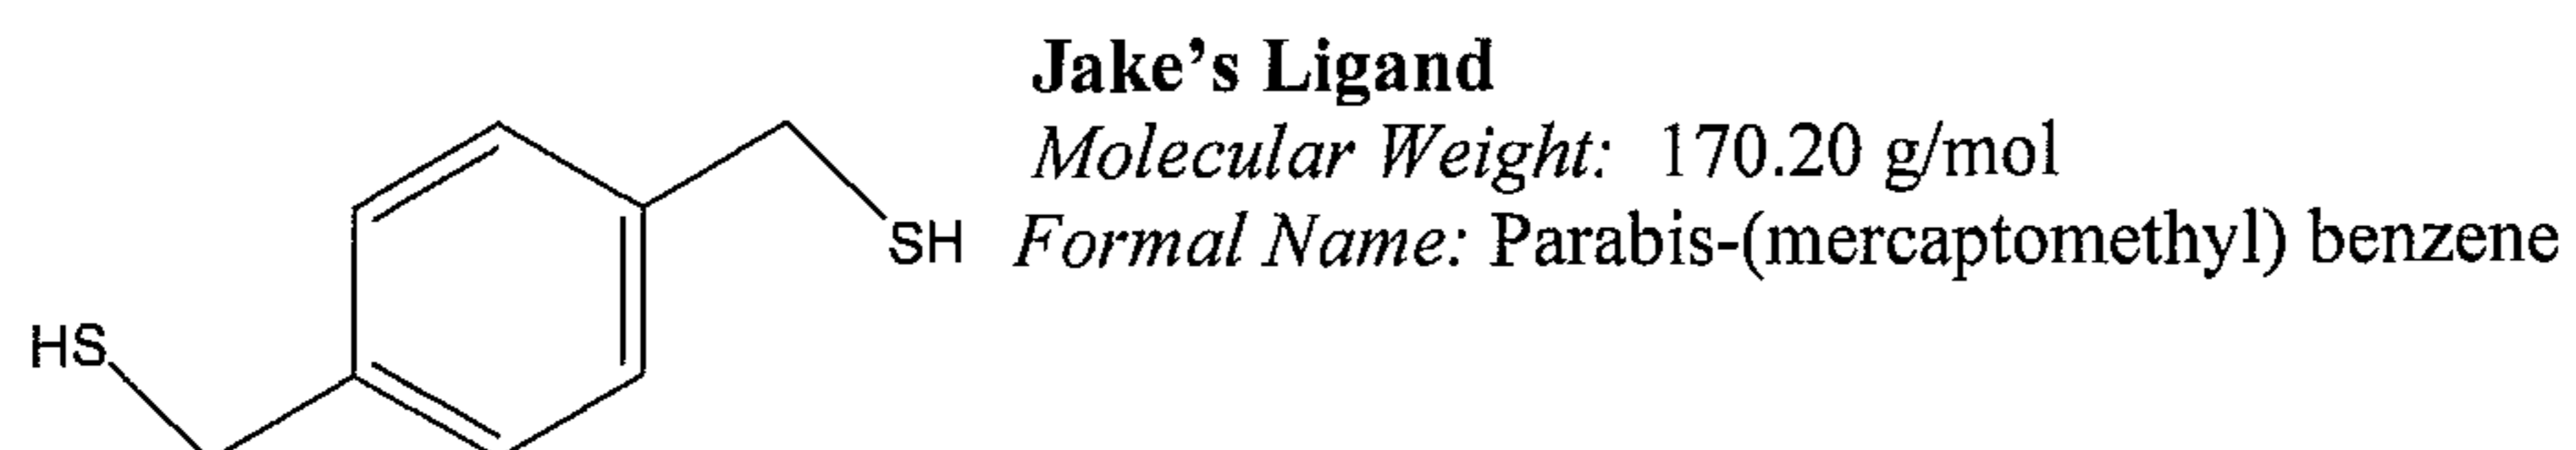 Jake's Ligand
Molecular Weight: 170.20 g/mol
SH
Formal Name: Parabis-(mercaptomethyl) benzene
HS